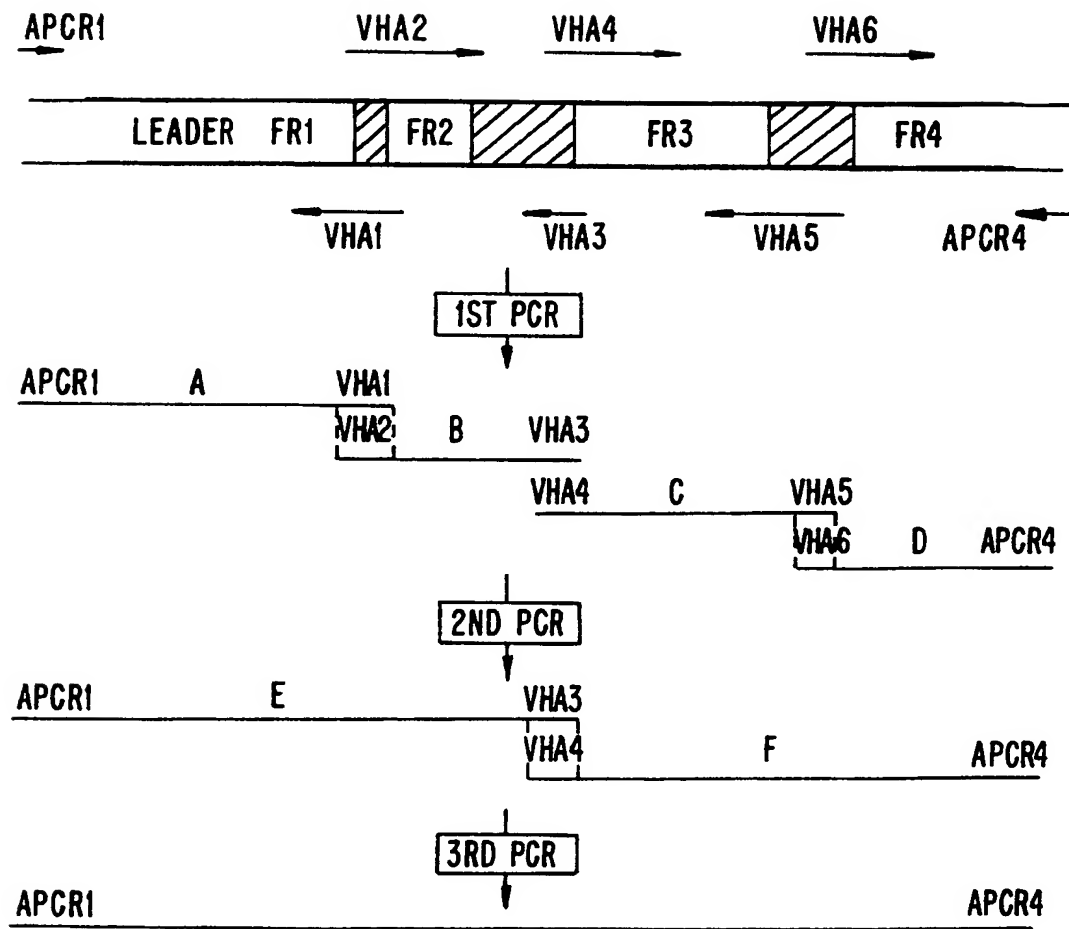 APCR1 VHA2 VHA4 VHA6
LEADER FR1 FR2 FR3 FR4
VHA1 VHA3 VHA5 APCR4
1ST PCR
APCR1 A VHA1
VHA2 B VHA3
VHA4 C VHA5
VHA6 D APCR4
2ND PCR
APCR1 E VHA3
VHA4 F APCR4
3RD PCR
APCR1 APCR4